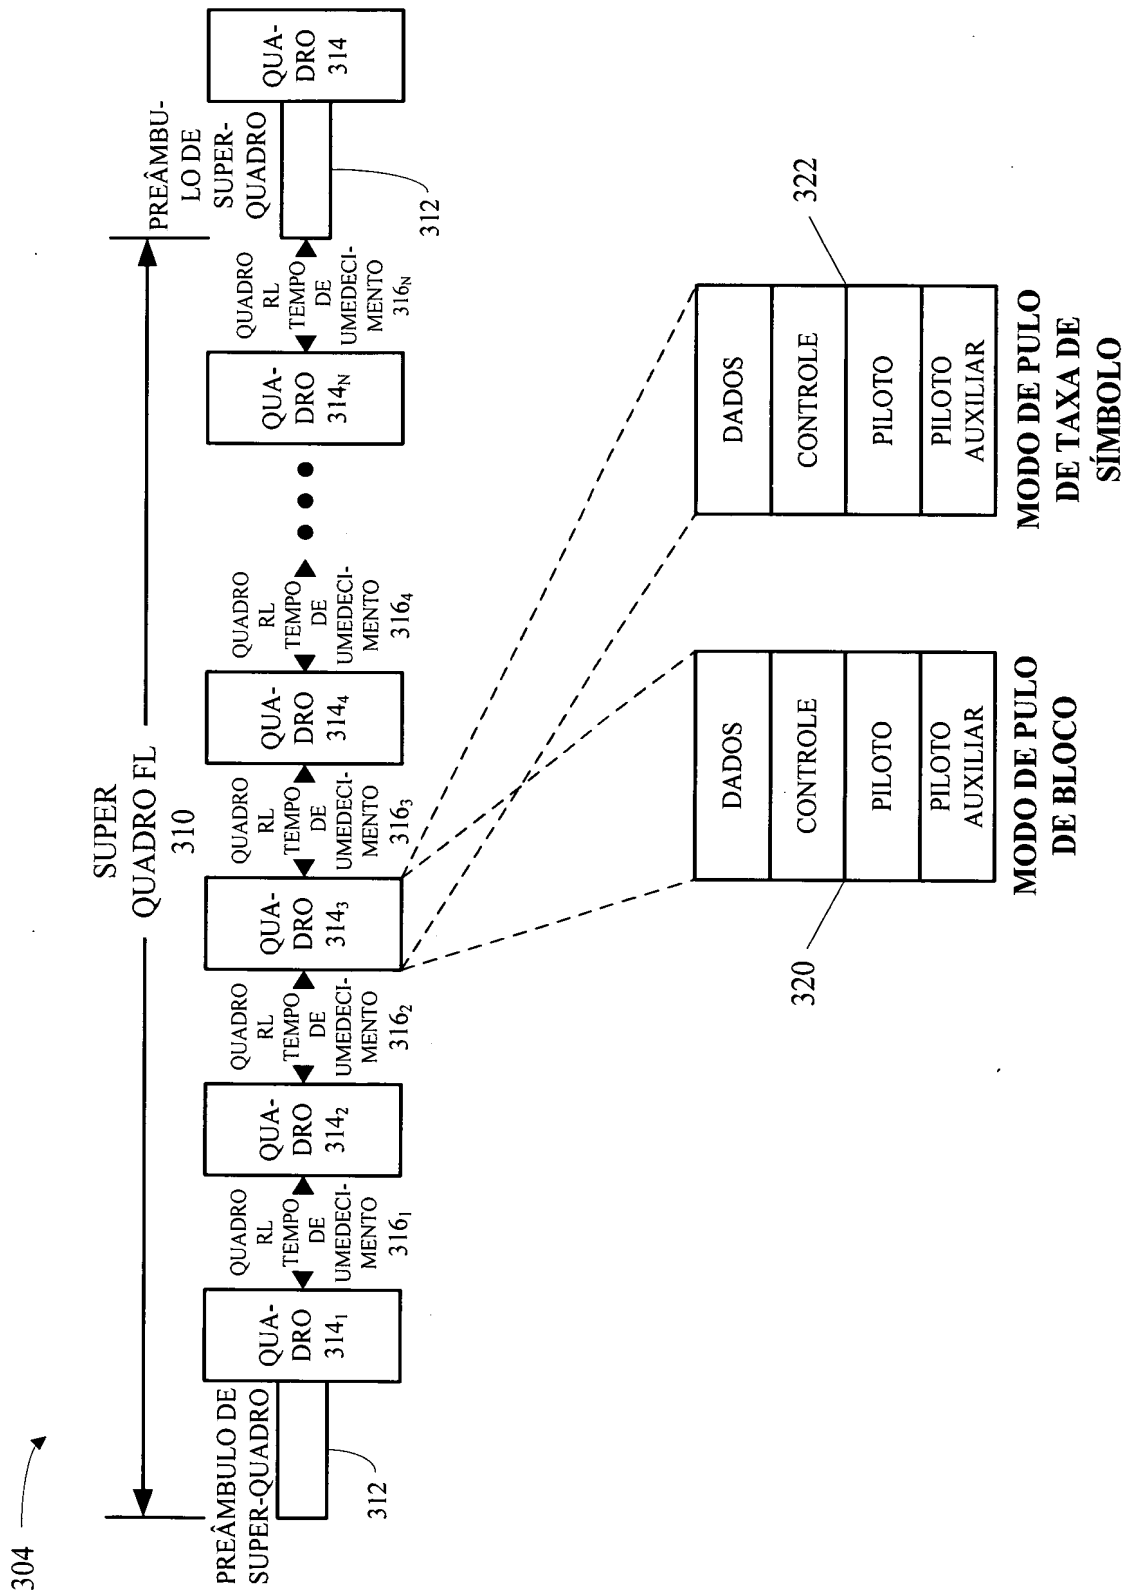 304
SUPER
QUADRO FL
310
PREÂMBULO DE
SUPER-QUADRO
312
QUA-
DRO
314₁
QUADRO
RL
TEMPO
DE
UMEDECI-
MENTO
316₁
QUA-
DRO
314₂
QUADRO
RL
TEMPO
DE
UMEDECI-
MENTO
316₂
QUA-
DRO
314₃
QUADRO
RL
TEMPO
DE
UMEDECI-
MENTO
316₃
QUA-
DRO
314₄
QUADRO
RL
TEMPO
DE
UMEDECI-
MENTO
316₄
QUA-
DRO
314N
QUADRO
RL
TEMPO
DE
UMEDECI-
MENTO
316N
PREÂMBU-
LO DE
SUPER-
QUADRO
312
QUA-
DRO
314
320
DADOS
CONTROLE
PILOTO
PILOTO
AUXILIAR
MODO DE PULO
DE BLOCO
322
DADOS
CONTROLE
PILOTO
PILOTO
AUXILIAR
MODO DE PULO
DE TAXA DE
SÍMBOLO